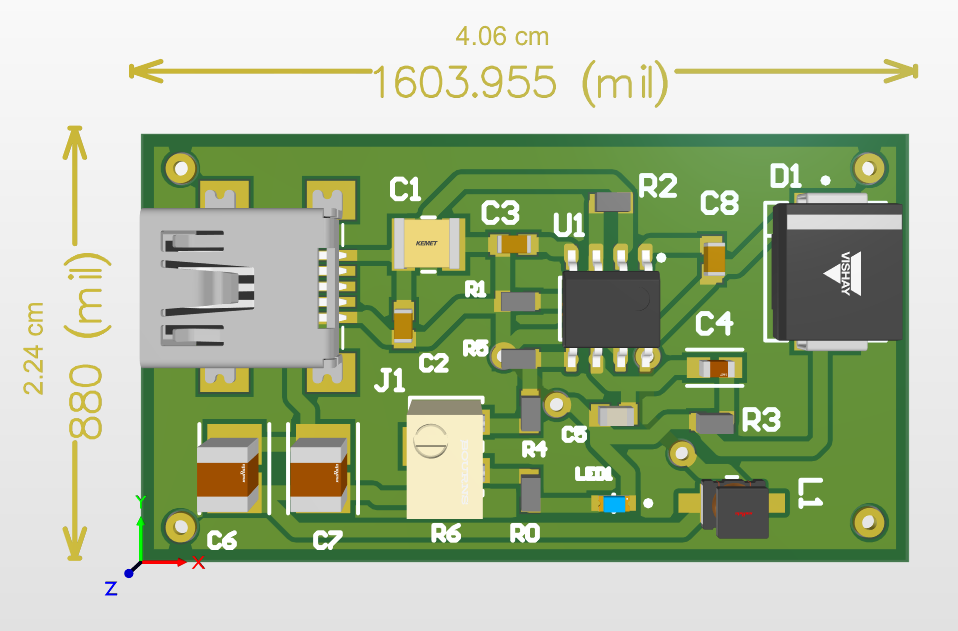 4.06 cm
1603.955 (mil)
2.24 cm
880 (mil)
C1
C3
U1
R2
C8
D1
KEMET
VISHAY
R1
C2
R5
C4
J1
C5
R4
R3
LED1
L1
C6
C7
R6
R0
Y
X
Z